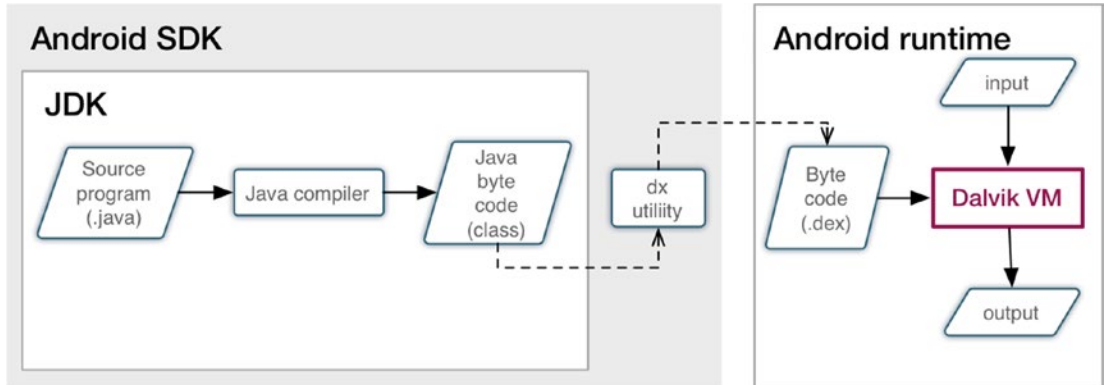 Android SDK
JDK
Source
program
(.java)
Java compiler
Java
byte
code
(class)
dx
utiliity
Android runtime
input
Byte
code
(.dex)
Dalvik VM
output